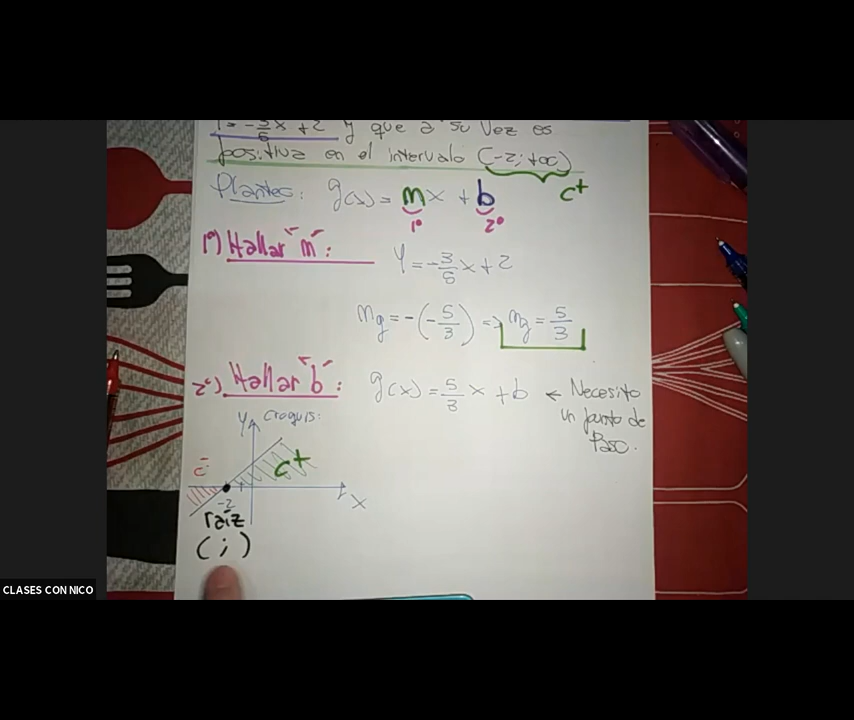 y que a su vez es
positiva en el intervalo (-2; +∞)
C+
Planteo: g(x) = mx + b
1° 2°
1°) Hallar "m": Y = -3/5 x + 2
mg = -(-5/3) => mg = 5/3
2°) Hallar "b": g(x) = 5/3 x + b ← Necesito
un punto de
Paso.
Y croquis:
C- C+
-2 X
raíz
( ; )
CLASES CON NICO